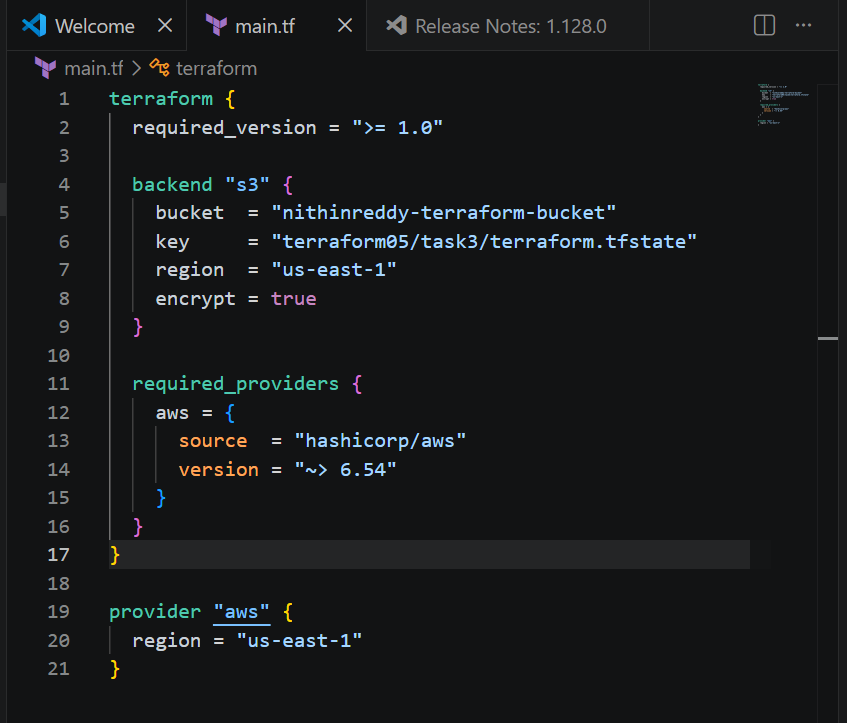 Welcome
main.tf
Release Notes: 1.128.0
main.tf > terraform
1 terraform {
2   required_version = ">= 1.0"
3
4   backend "s3" {
5     bucket  = "nithinreddy-terraform-bucket"
6     key     = "terraform05/task3/terraform.tfstate"
7     region  = "us-east-1"
8     encrypt = true
9   }
10
11   required_providers {
12     aws = {
13       source  = "hashicorp/aws"
14       version = "~> 6.54"
15     }
16   }
17 }
18
19 provider "aws" {
20   region = "us-east-1"
21 }